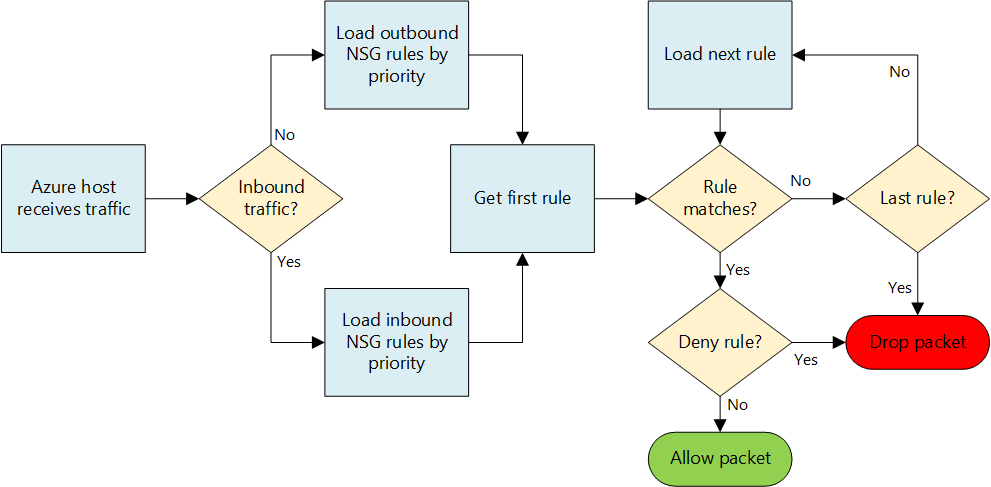 Load outbound
NSG rules by
priority
Load next rule
No
No
Azure host
receives traffic
Inbound
traffic?
Get first rule
Rule
matches?
No
Last rule?
Yes
Yes
Yes
Load inbound
NSG rules by
priority
Deny rule?
Yes
Drop packet
No
Allow packet